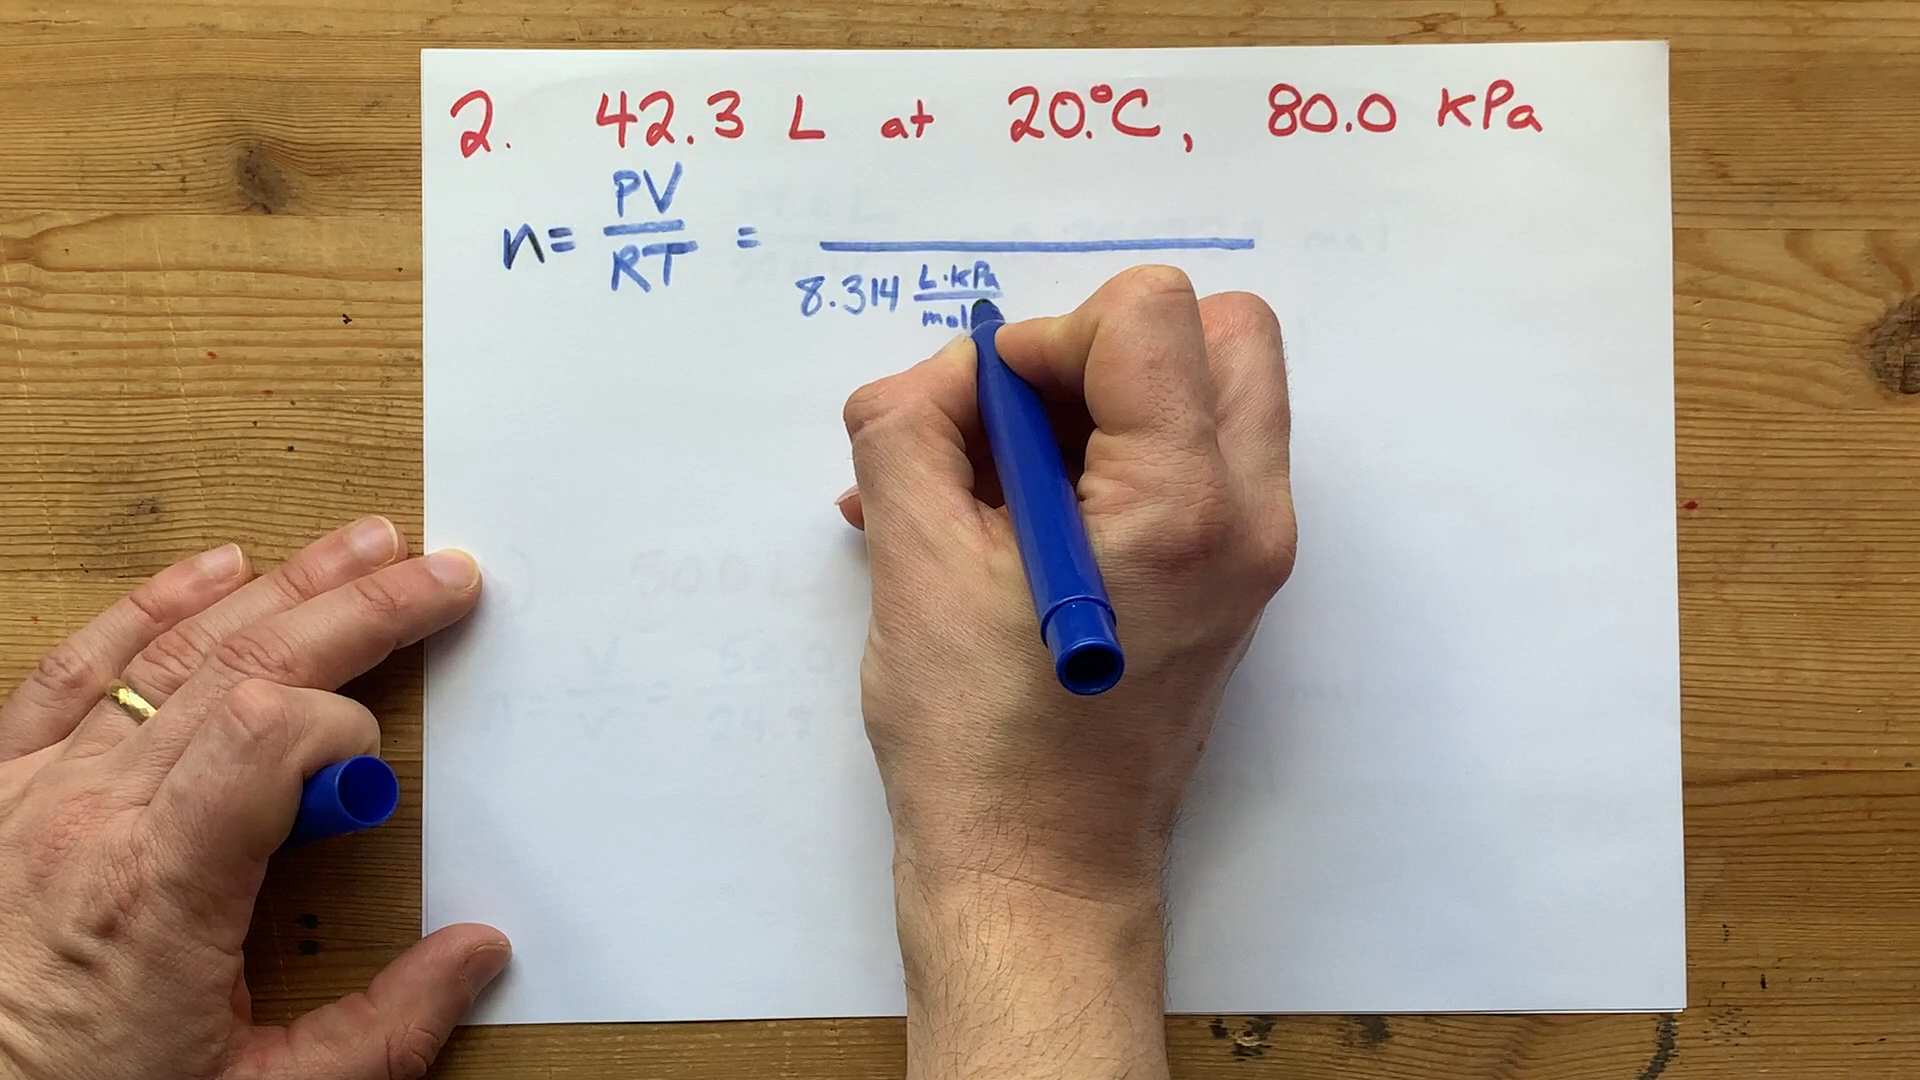 2. 42.3 L at 20.°C, 80.0 kPa
n = PV/RT =
8.314 L·kPa/mol